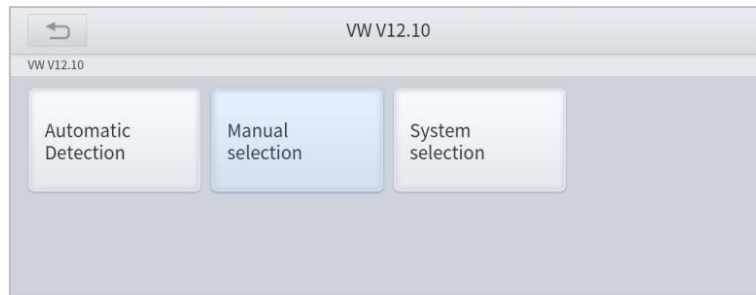 VW V12.10
VW V12.10
Automatic
Detection
Manual
selection
System
selection